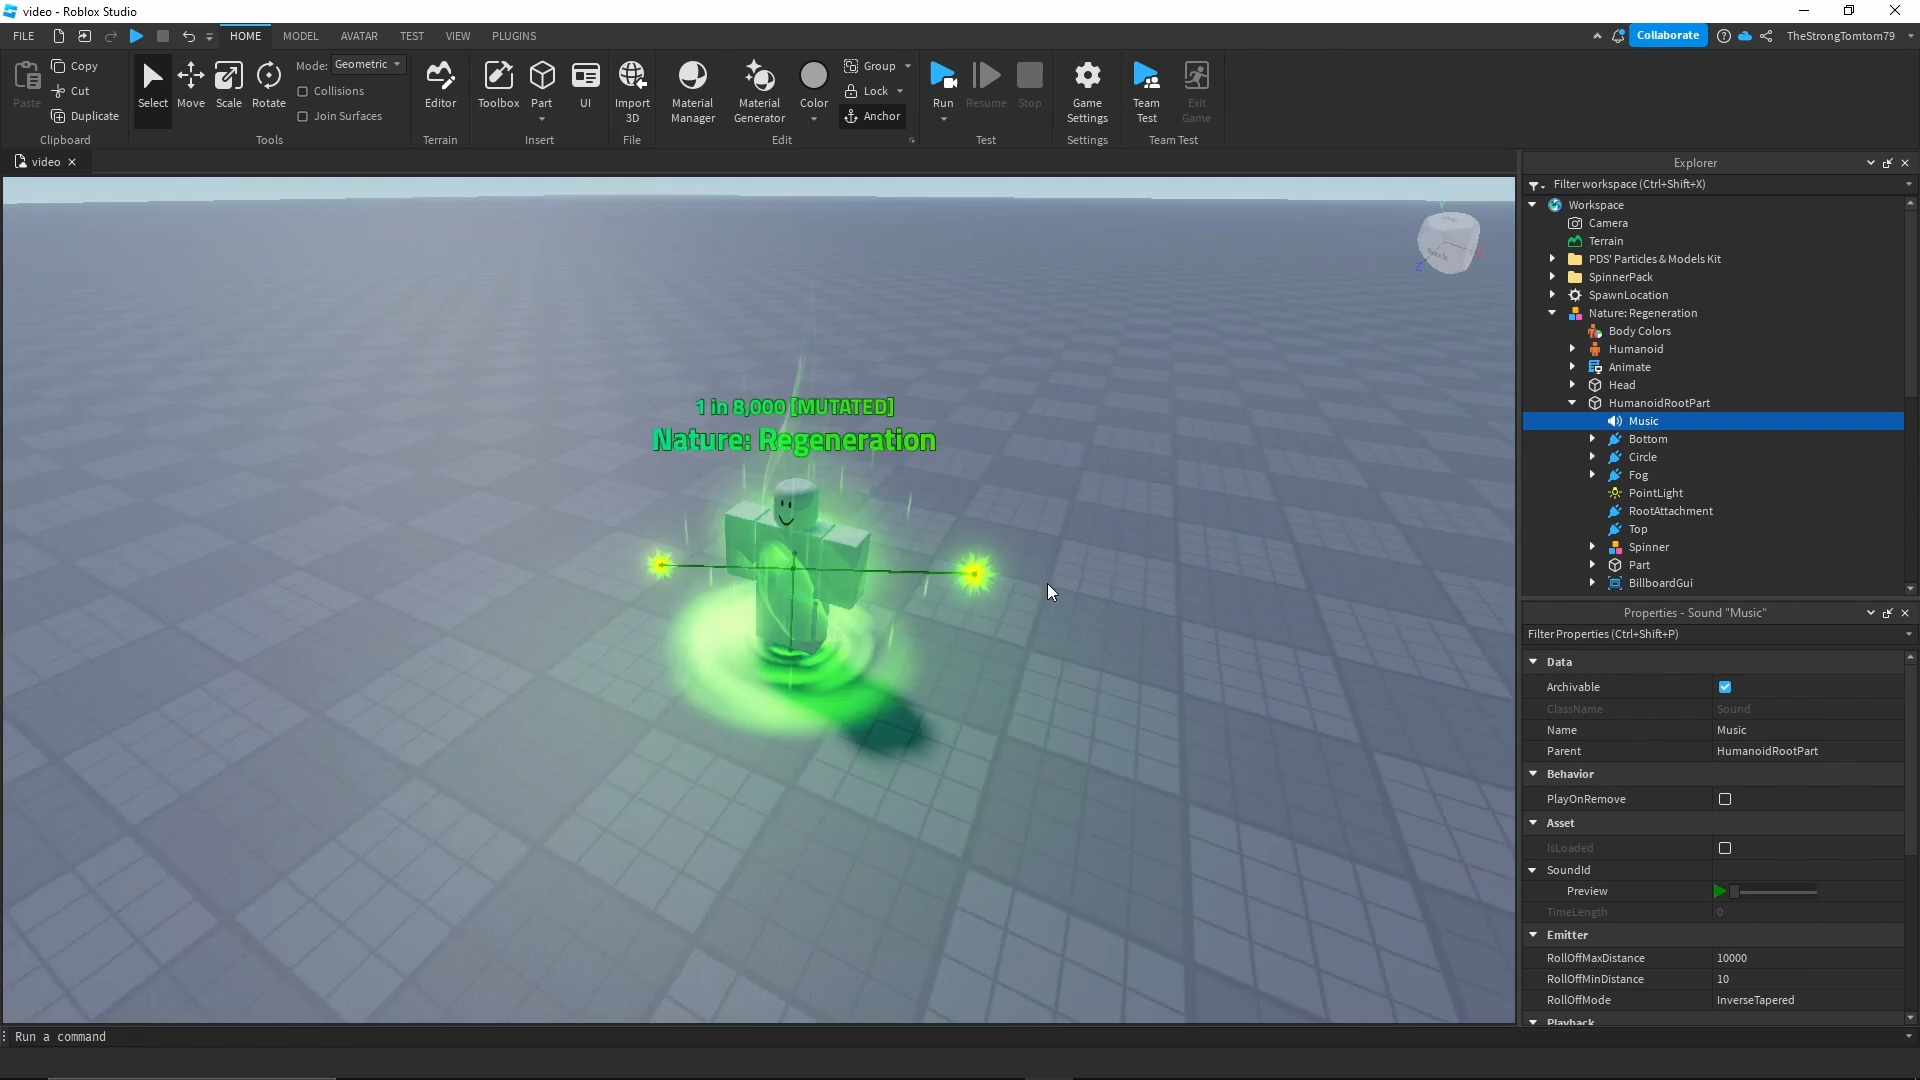 video - Roblox Studio
FILE
HOME
MODEL
AVATAR
TEST
VIEW
PLUGINS
Collaborate
TheStrongTomtom79
Paste
Copy
Cut
Duplicate
Clipboard
Select
Move
Scale
Rotate
Mode: Geometric
Collisions
Join Surfaces
Tools
Editor
Terrain
Toolbox
Part
UI
Insert
Import
3D
File
Material
Manager
Material
Generator
Color
Group
Lock
Anchor
Edit
Run
Resume
Stop
Test
Game
Settings
Settings
Team
Test
Exit
Game
Team Test
video
1 in 8,000 [MUTATED]
Nature: Regeneration
Explorer
Filter workspace (Ctrl+Shift+X)
Workspace
Camera
Terrain
PDS' Particles & Models Kit
SpinnerPack
SpawnLocation
Nature: Regeneration
Body Colors
Humanoid
Animate
Head
HumanoidRootPart
Music
Bottom
Circle
Fog
PointLight
RootAttachment
Top
Spinner
Part
BillboardGui
Properties - Sound "Music"
Filter Properties (Ctrl+Shift+P)
Data
Archivable
ClassName Sound
Name Music
Parent HumanoidRootPart
Behavior
PlayOnRemove
Asset
IsLoaded
SoundId
Preview
TimeLength 0
Emitter
RollOffMaxDistance 10000
RollOffMinDistance 10
RollOffMode InverseTapered
Playback
Run a command